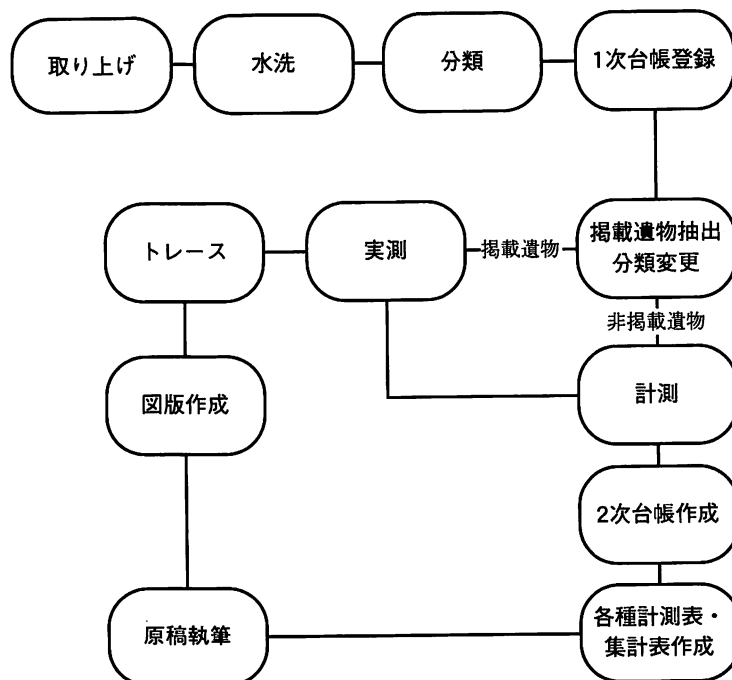 取り上げ
水洗
分類
1次台帳登録
トレース
実測
掲載遺物
掲載遺物抽出
分類変更
非掲載遺物
図版作成
計測
2次台帳作成
原稿執筆
各種計測表・
集計表作成